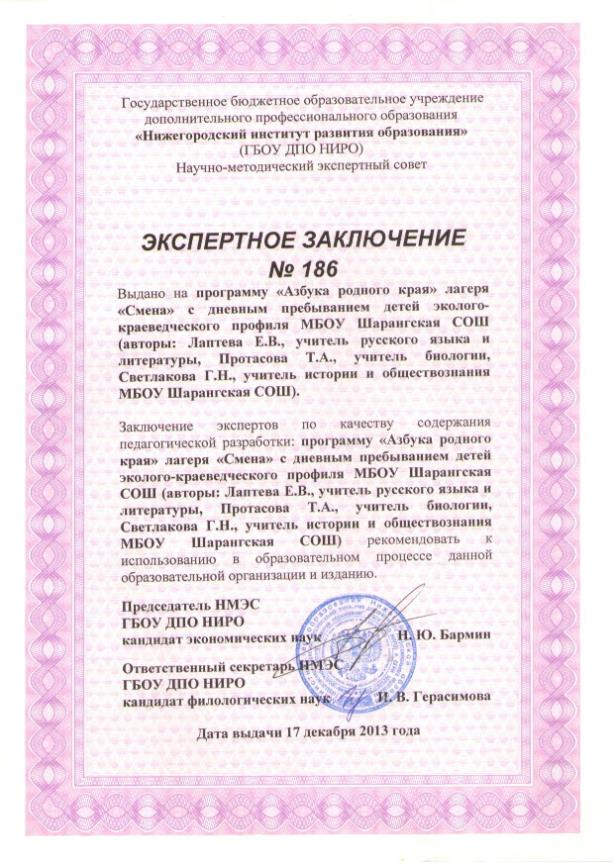 Государственное бюджетное образовательное учреждение
дополнительного профессионального образования
«Нижегородский институт развития образования»
(ГБОУ ДПО НИРО)
Научно-методический экспертный совет
ЭКСПЕРТНОЕ ЗАКЛЮЧЕНИЕ
№ 186
Выдано на программу «Азбука родного края» лагеря
«Смена» с дневным пребыванием детей эколого-
краеведческого профиля МБОУ Шарангская СОШ
(авторы: Лаптева Е.В., учитель русского языка и
литературы, Протасова Т.А., учитель биологии,
Светлакова Г.Н., учитель истории и обществознания
МБОУ Шарангская СОШ).
Заключение экспертов по качеству содержания
педагогической разработки: программу «Азбука родного
края» лагеря «Смена» с дневным пребыванием детей
эколого-краеведческого профиля МБОУ Шарангская
СОШ (авторы: Лаптева Е.В., учитель русского языка и
литературы, Протасова Т.А., учитель биологии,
Светлакова Г.Н., учитель истории и обществознания
МБОУ Шарангская СОШ) рекомендовать к
использованию в образовательном процессе данной
образовательной организации и изданию.
Председатель НМЭС
ГБОУ ДПО НИРО
кандидат экономических наук Н. Ю. Бармин
Ответственный секретарь НМЭС
ГБОУ ДПО НИРО
кандидат филологических наук И. В. Герасимова
Дата выдачи 17 декабря 2013 года